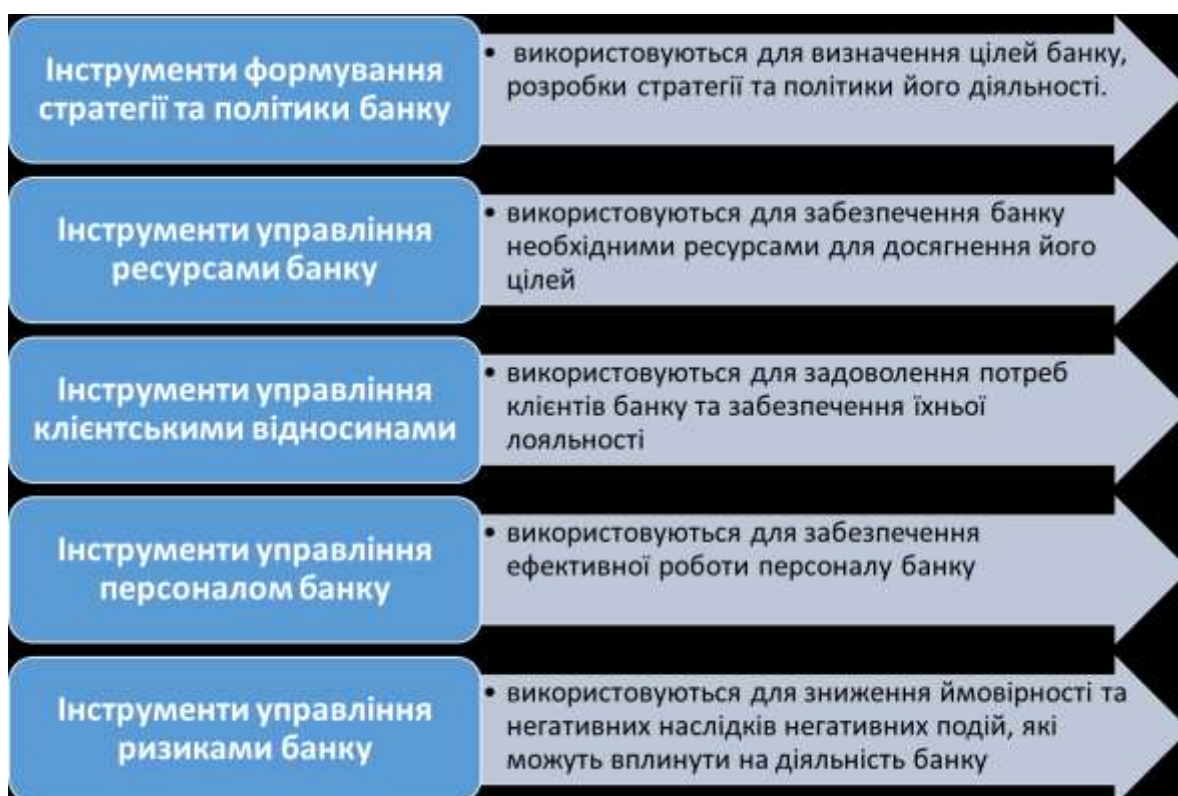 Інструменти формування
стратегії та політики банку
• використовуються для визначення цілей банку,
розробки стратегії та політики його діяльності.
Інструменти управління
ресурсами банку
• використовуються для забезпечення банку
необхідними ресурсами для досягнення його
цілей
Інструменти управління
клієнтськими відносинами
• використовуються для задоволення потреб
клієнтів банку та забезпечення їхньої
лояльності
Інструменти управління
персоналом банку
• використовуються для забезпечення
ефективної роботи персоналу банку
Інструменти управління
ризиками банку
• використовуються для зниження ймовірності та
негативних наслідків негативних подій, які
можуть вплинути на діяльність банку